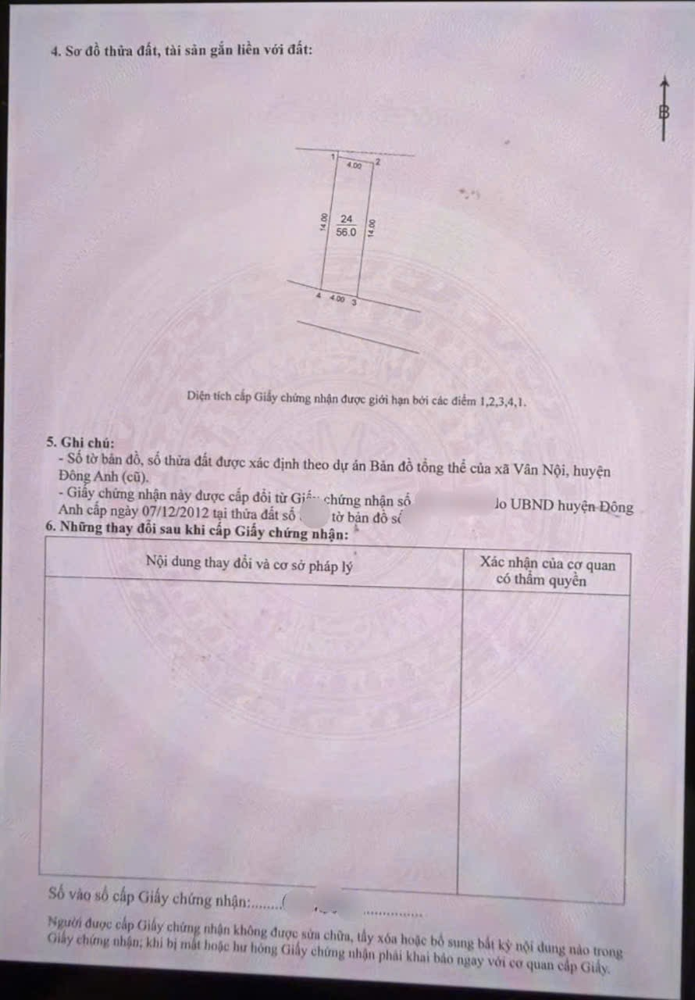 4. Sơ đồ thửa đất, tài sản gắn liền với đất:
B
1
4.00
2
14.00
24
56.0
14.00
4
4.00
3
Diện tích cấp Giấy chứng nhận được giới hạn bởi các điểm 1,2,3,4,1.
5. Ghi chú:
- Số tờ bản đồ, số thửa đất được xác định theo dự án Bản đồ tổng thể của xã Vân Nội, huyện
Đông Anh (cũ).
- Giấy chứng nhận này được cấp đổi từ Giấy chứng nhận số do UBND huyện Đông
Anh cấp ngày 07/12/2012 tại thửa đất số tờ bản đồ số
6. Những thay đổi sau khi cấp Giấy chứng nhận:
Nội dung thay đổi và cơ sở pháp lý
Xác nhận của cơ quan
có thẩm quyền
Số vào sổ cấp Giấy chứng nhận:
Người được cấp Giấy chứng nhận không được sửa chữa, tẩy xóa hoặc bổ sung bất kỳ nội dung nào trong
Giấy chứng nhận; khi bị mất hoặc hư hỏng Giấy chứng nhận phải khai báo ngay với cơ quan cấp Giấy.